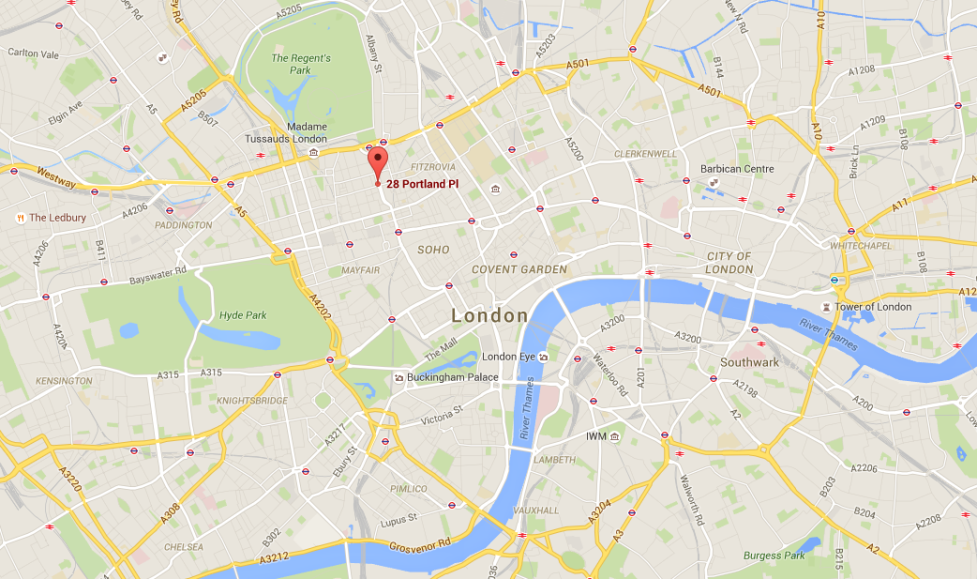 A5205
Albany St
A5203
New N Rd
A10
Carlton Vale
The Regent's
Park
A501
B144
A1208
Elgin Ave
A5
A5205
A501
B507
A1209
A10
Madame
Tussauds London
A5200
Brick Ln
B108
CLERKENWELL
FITZROVIA
Barbican Centre
Westway
28 Portland Pl
The Ledbury
A4206
A5
A11
PADDINGTON
A4206
B411
SOHO
WHITECHAPEL
CITY OF
LONDON
B108
Bayswater Rd
MAYFAIR
COVENT GARDEN
A4202
Hyde Park
London
Tower of London
A3200
River Thames
A3200
The Mall
London Eye
Southwark
KENSINGTON
A315
A315
Buckingham Palace
Waterloo Rd
A201
A2198
KNIGHTSBRIDGE
River Thames
A200
Victoria St
A2
A3217
IWM
Ebury St
LAMBETH
A2206
A3220
PIMLICO
Walworth Rd
B203
A308
VAUXHALL
A3204
B204
A2208
Lupus St
A3
B302
CHELSEA
Grosvenor Rd
A2
A3212
Burgess Park
B215